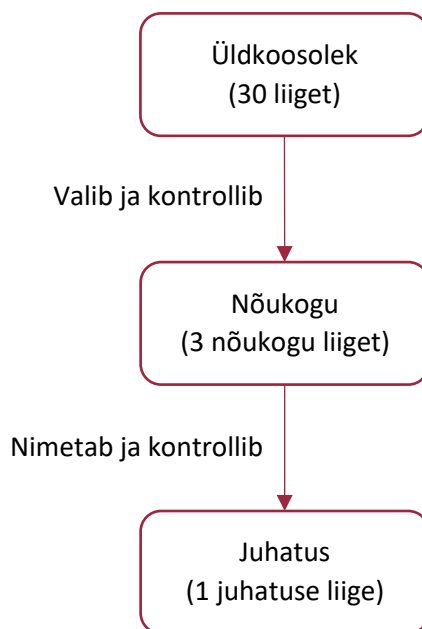 Üldkoosolek
(30 liiget)
Valib ja kontrollib
Nõukogu
(3 nõukogu liiget)
Nimetab ja kontrollib
Juhatus
(1 juhatuse liige)